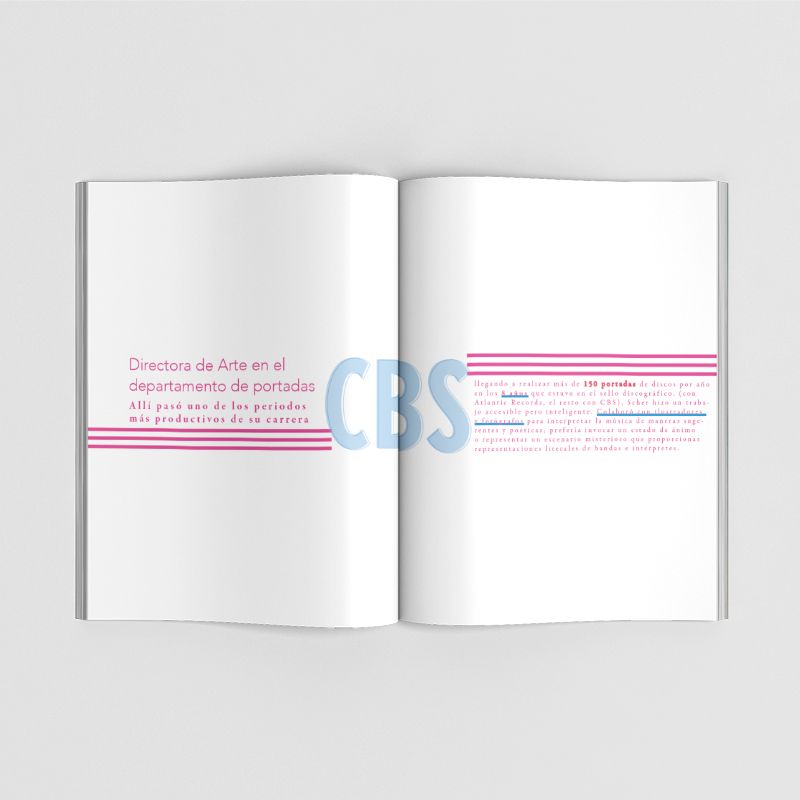 Directora de Arte en el
departamento de portadas
Allí pasó uno de los periodos
más productivos de su carrera
CBS
llegando a realizar más de 150 portadas de discos por año
en los 8 años que estuvo en el sello discográfico. (con
Atlantic Records, el resto con CBS), Scher hizo un traba-
jo accesible pero inteligente. Colaboró con ilustradores
y fotógrafos para interpretar la música de maneras suge-
rentes y poéticas; prefería invocar un estado de ánimo
o representar un escenario misterioso que proporcionar
representaciones literales de bandas e intérpretes.